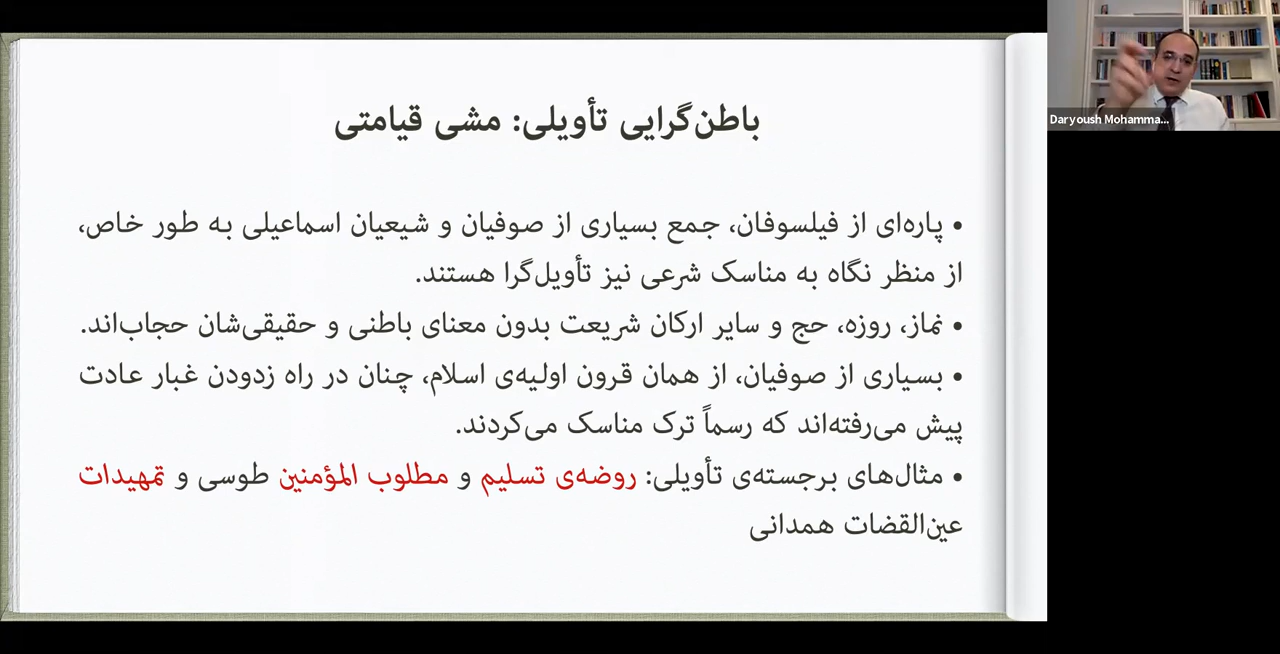 باطن‌گرایی تأویلی: مشی قیامتی
• پاره‌ای از فیلسوفان، جمع بسیاری از صوفیان و شیعیان اسماعیلی به طور خاص،
از منظر نگاه به مناسک شرعی نیز تأویل‌گرا هستند.
• نماز، روزه، حج و سایر ارکان شریعت بدون معنای باطنی و حقیقی‌شان حجاب‌اند.
• بسیاری از صوفیان، از همان قرون اولیه‌ی اسلام، چنان در راه زدودن غبار عادت
پیش می‌رفته‌اند که رسماً ترک مناسک می‌کردند.
• مثال‌های برجسته‌ی تأویلی: روضه‌ی تسلیم و مطلوب المؤمنین طوسی و تمهیدات
عین‌القضات همدانی
Daryoush Mohamma...